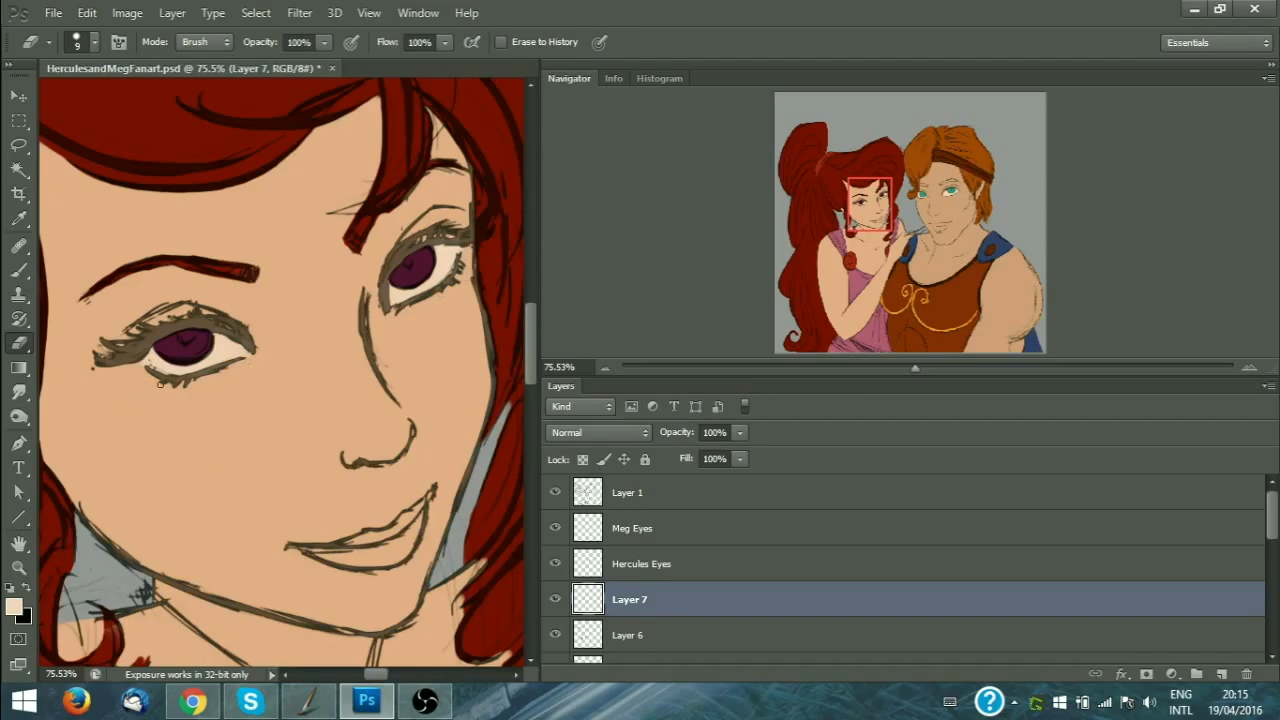 Ps File Edit Image Layer Type Select Filter 3D View Window Help
9 Mode: Brush Opacity: 100% Flow: 100% Erase to History Essentials
HerculesandMegFanart.psd @ 75.5% (Layer 7, RGB/8#) * ×
Navigator Info Histogram
75.53%
Layers
Kind
Normal Opacity: 100%
Lock: Fill: 100%
Layer 1
Meg Eyes
Hercules Eyes
Layer 7
Layer 6
75.53% Exposure works in 32-bit only
Ps
ENG 20:15
INTL 19/04/2016